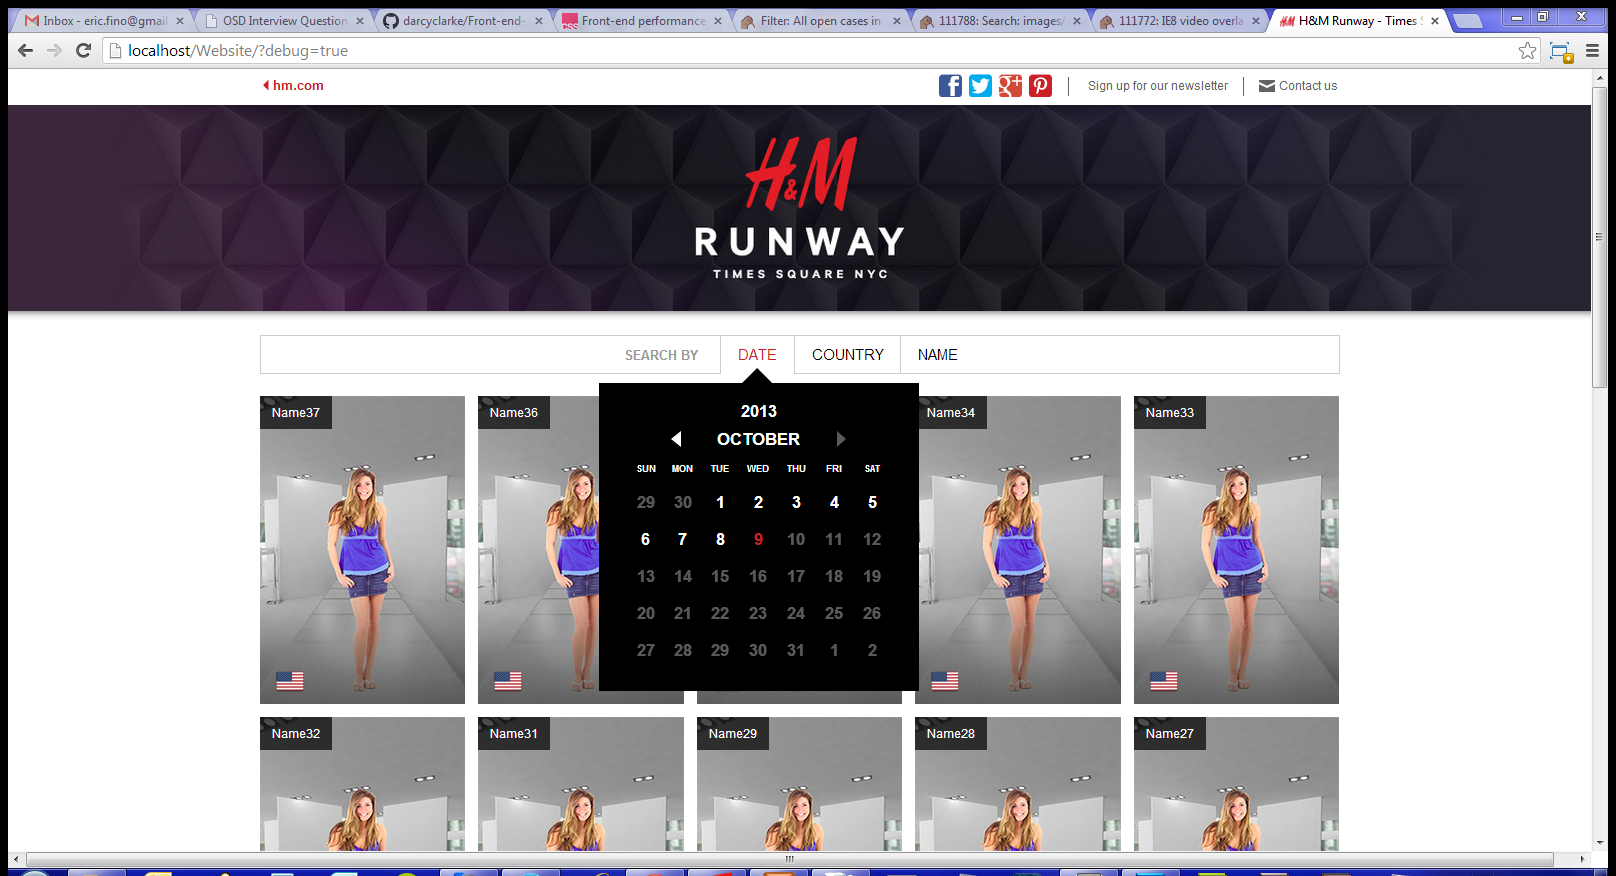 Inbox - eric.fino@gmail
OSD Interview Question
darcyclarke/Front-end-
Front-end performance
Filter: All open cases in
111788: Search: images/
111772: IE8 video overla
H&M Runway - Times S
localhost/Website/?debug=true
hm.com
Sign up for our newsletter
Contact us
H&M
RUNWAY
TIMES SQUARE NYC
SEARCH BY
DATE
COUNTRY
NAME
2013
OCTOBER
SUN MON TUE WED THU FRI SAT
29 30 1 2 3 4 5
6 7 8 9 10 11 12
13 14 15 16 17 18 19
20 21 22 23 24 25 26
27 28 29 30 31 1 2
Name37
Name36
Name34
Name33
Name32
Name31
Name29
Name28
Name27